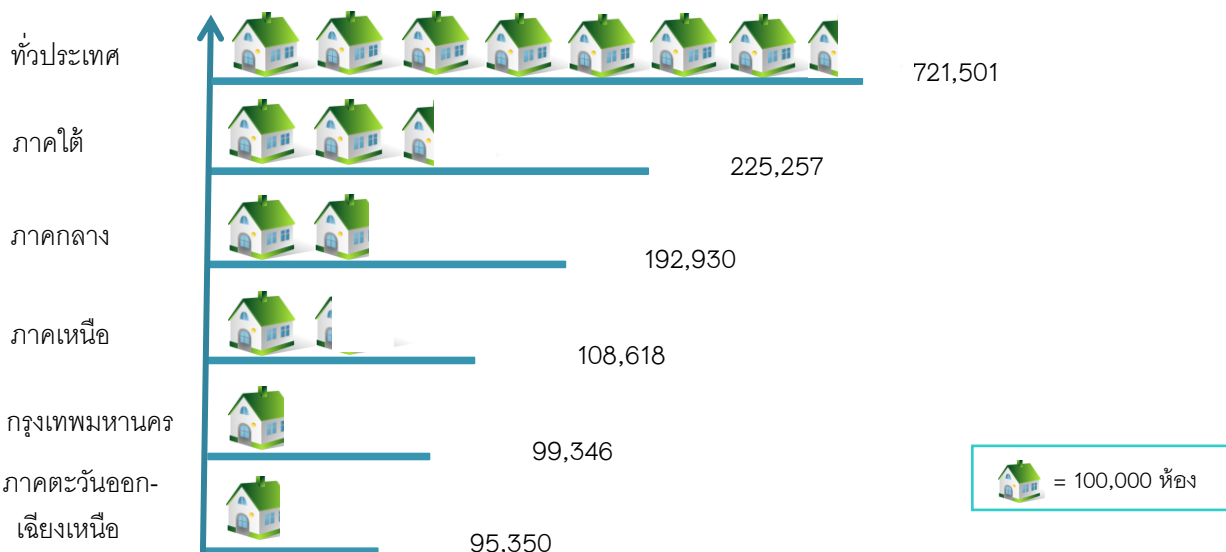 ทั่วประเทศ
721,501
ภาคใต้
225,257
ภาคกลาง
192,930
ภาคเหนือ
108,618
กรุงเทพมหานคร
99,346
ภาคตะวันออก-
เฉียงเหนือ
95,350
= 100,000 ห้อง